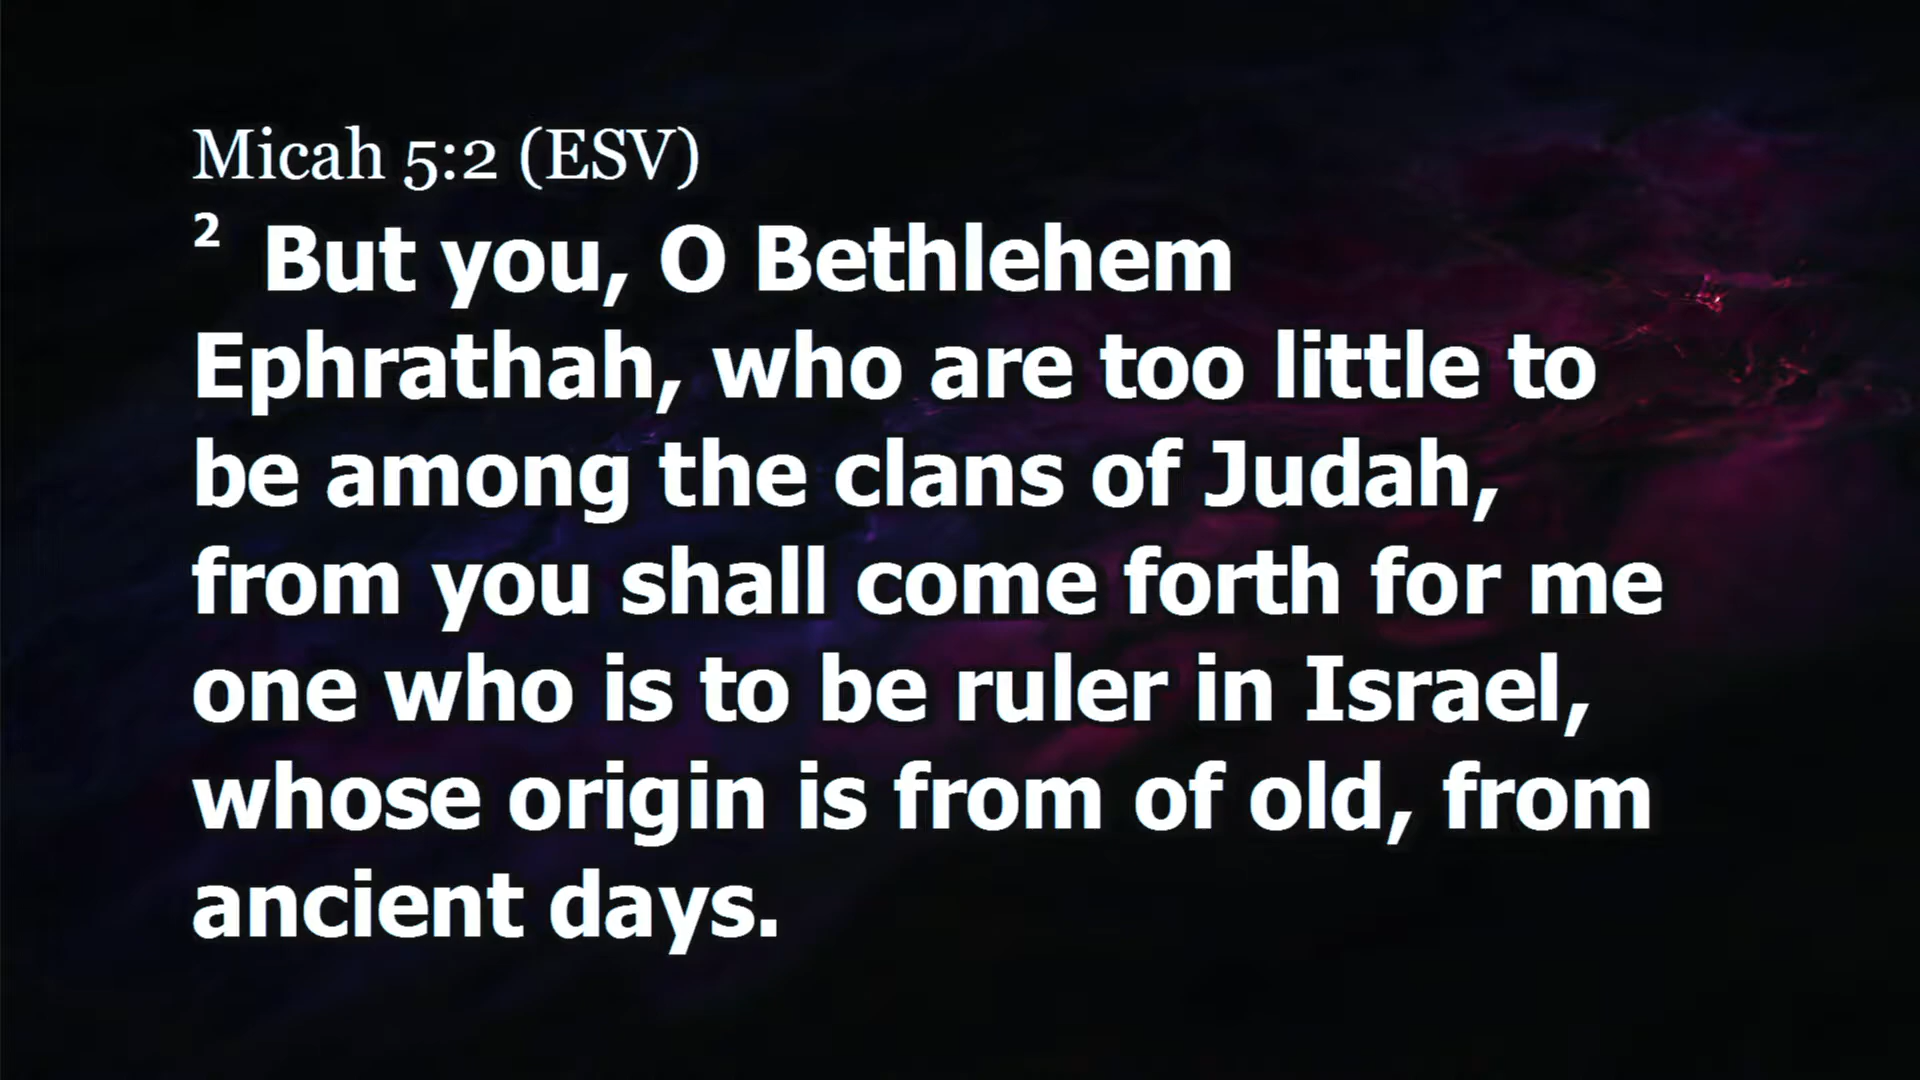 Micah 5:2 (ESV)
2 But you, O Bethlehem
Ephrathah, who are too little to
be among the clans of Judah,
from you shall come forth for me
one who is to be ruler in Israel,
whose origin is from of old, from
ancient days.